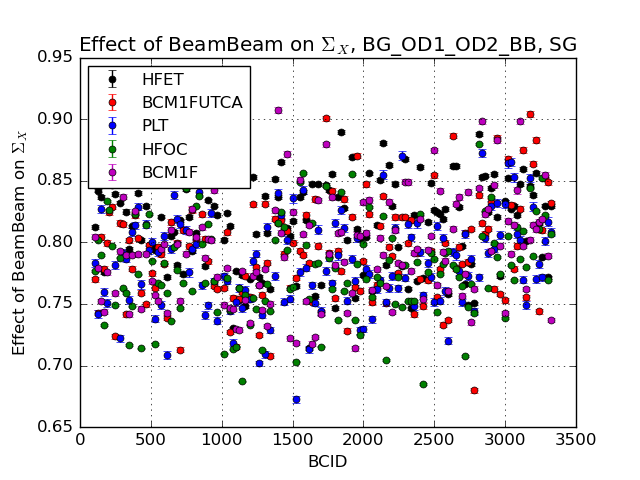 Effect of BeamBeam on Σ_X, BG_OD1_OD2_BB, SG
0.95
HFET
BCM1FUTCA
PLT
HFOC
BCM1F
0.90
0.85
0.80
0.75
0.70
0.65
Effect of BeamBeam on Σ_X
0 500 1000 1500 2000 2500 3000 3500
BCID